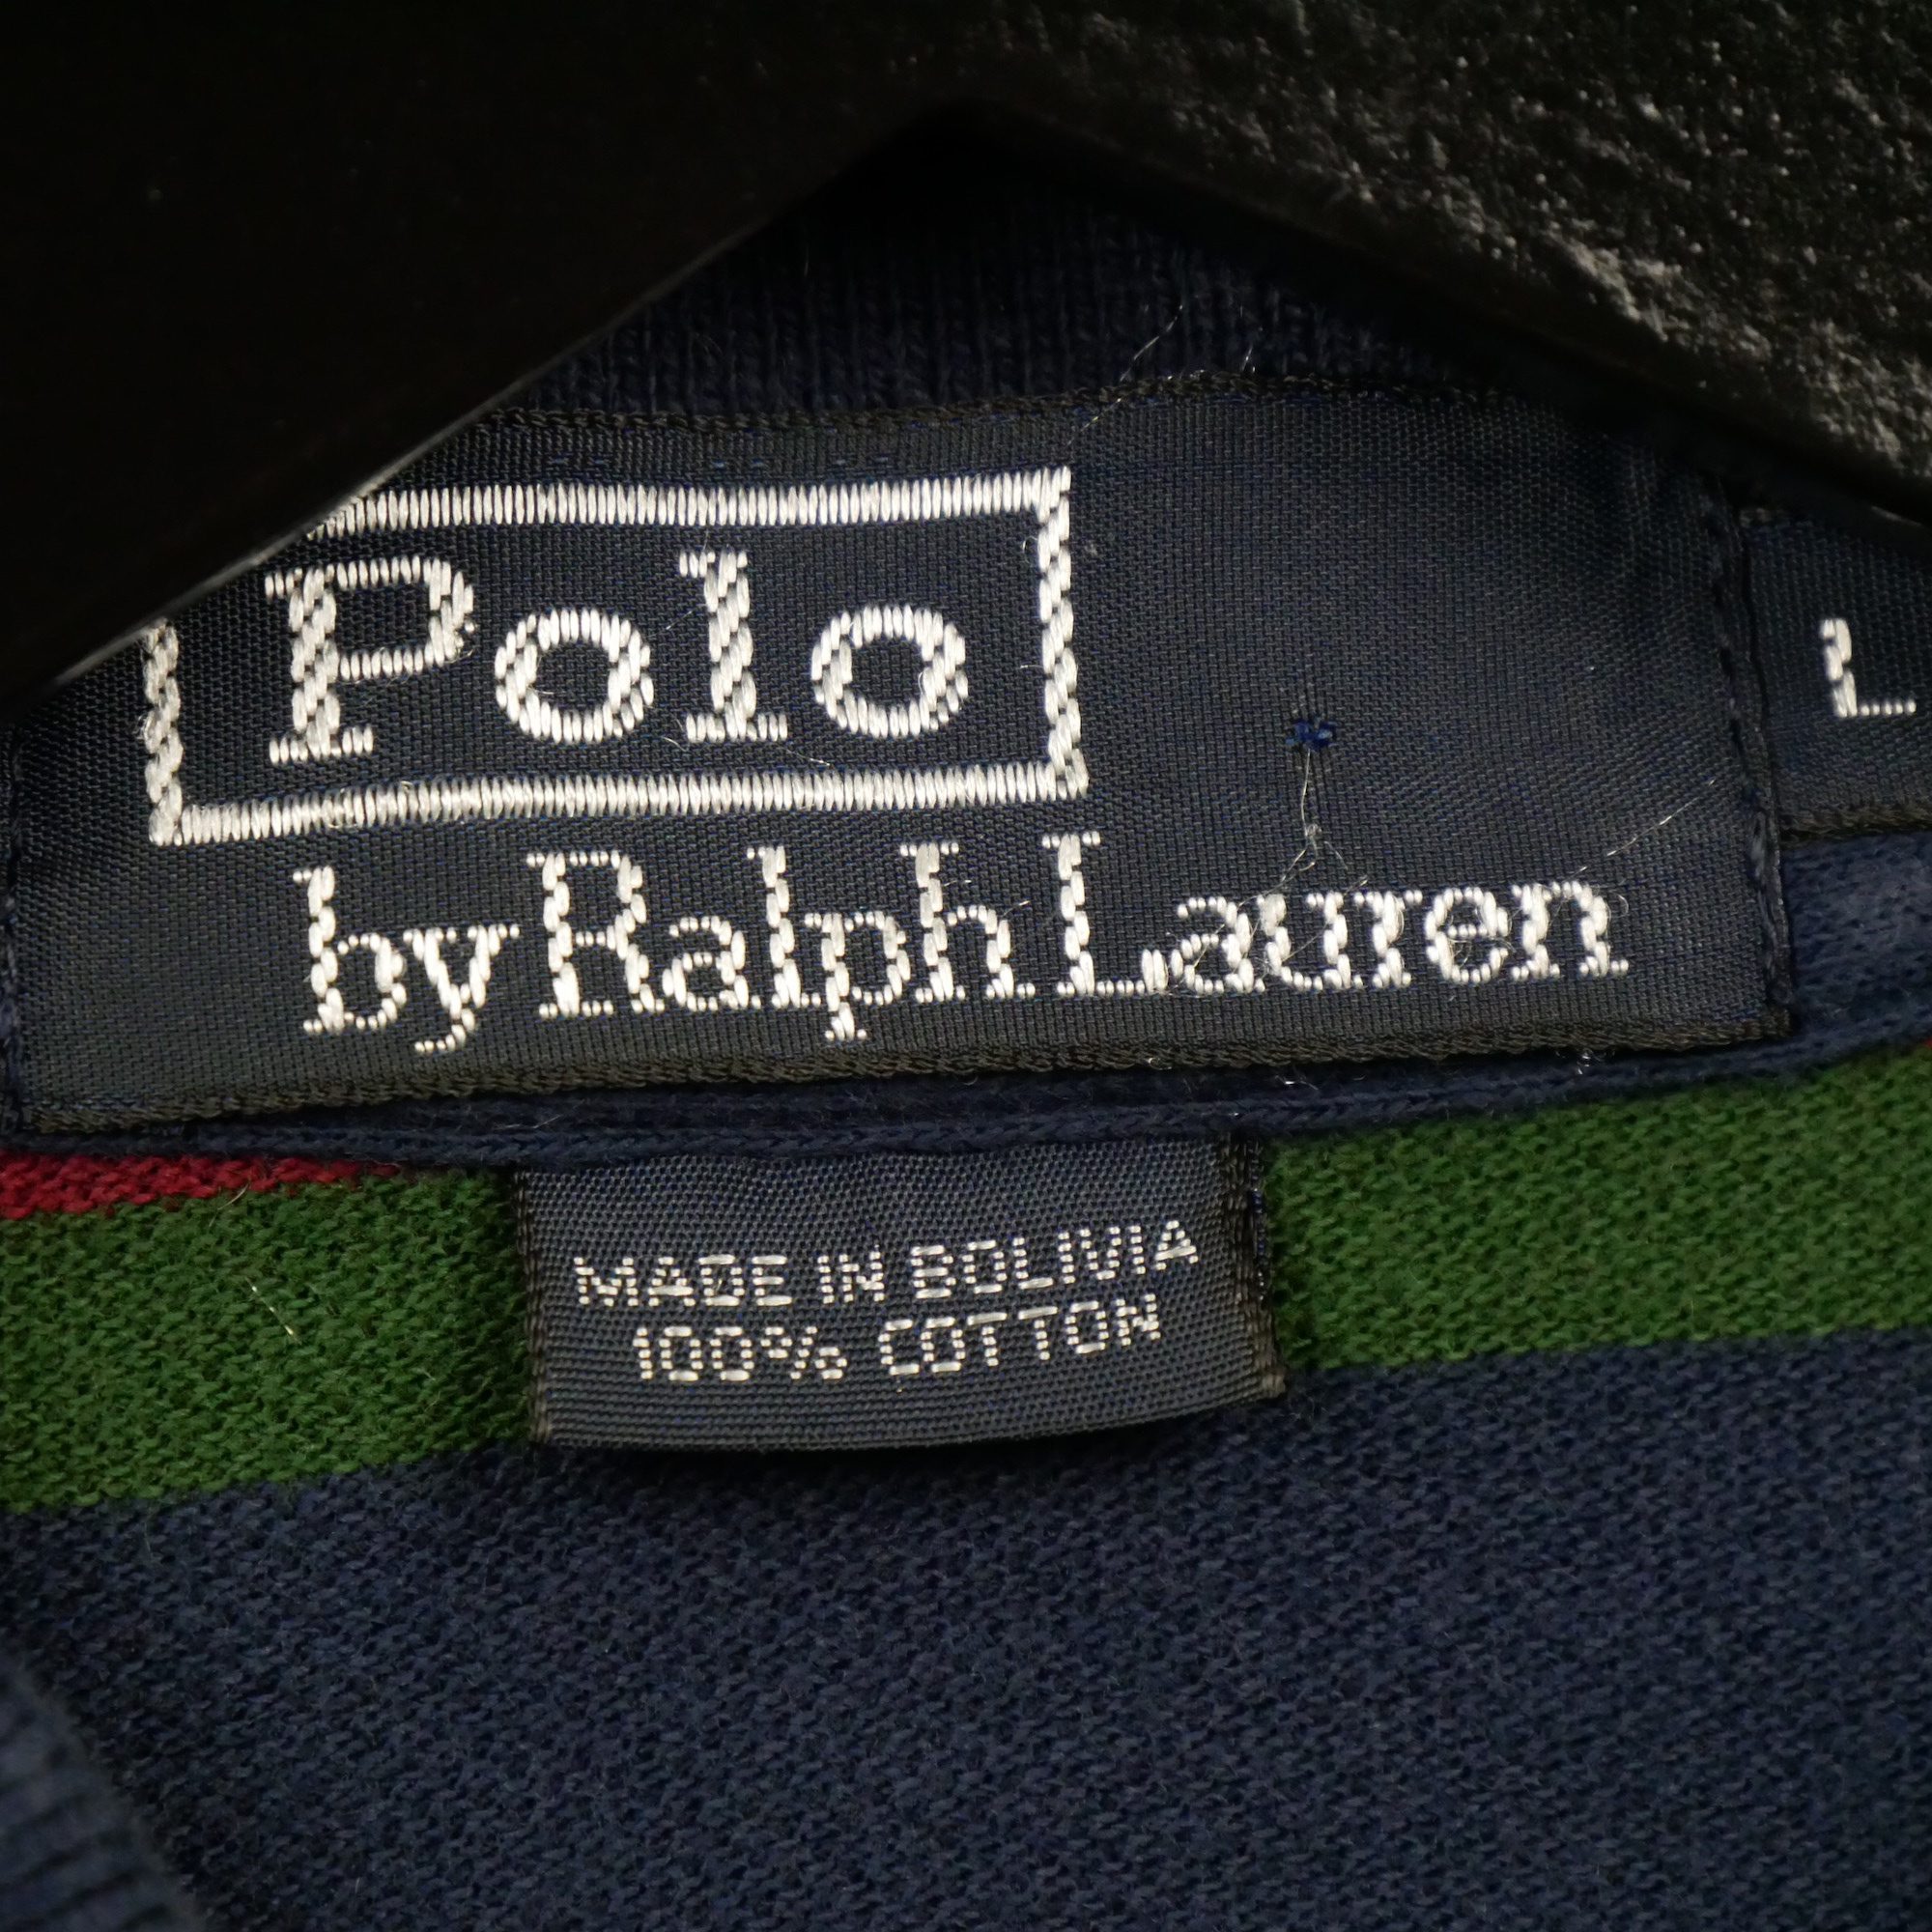 Polo
by Ralph Lauren
L
MADE IN BOLIVIA
100% COTTON